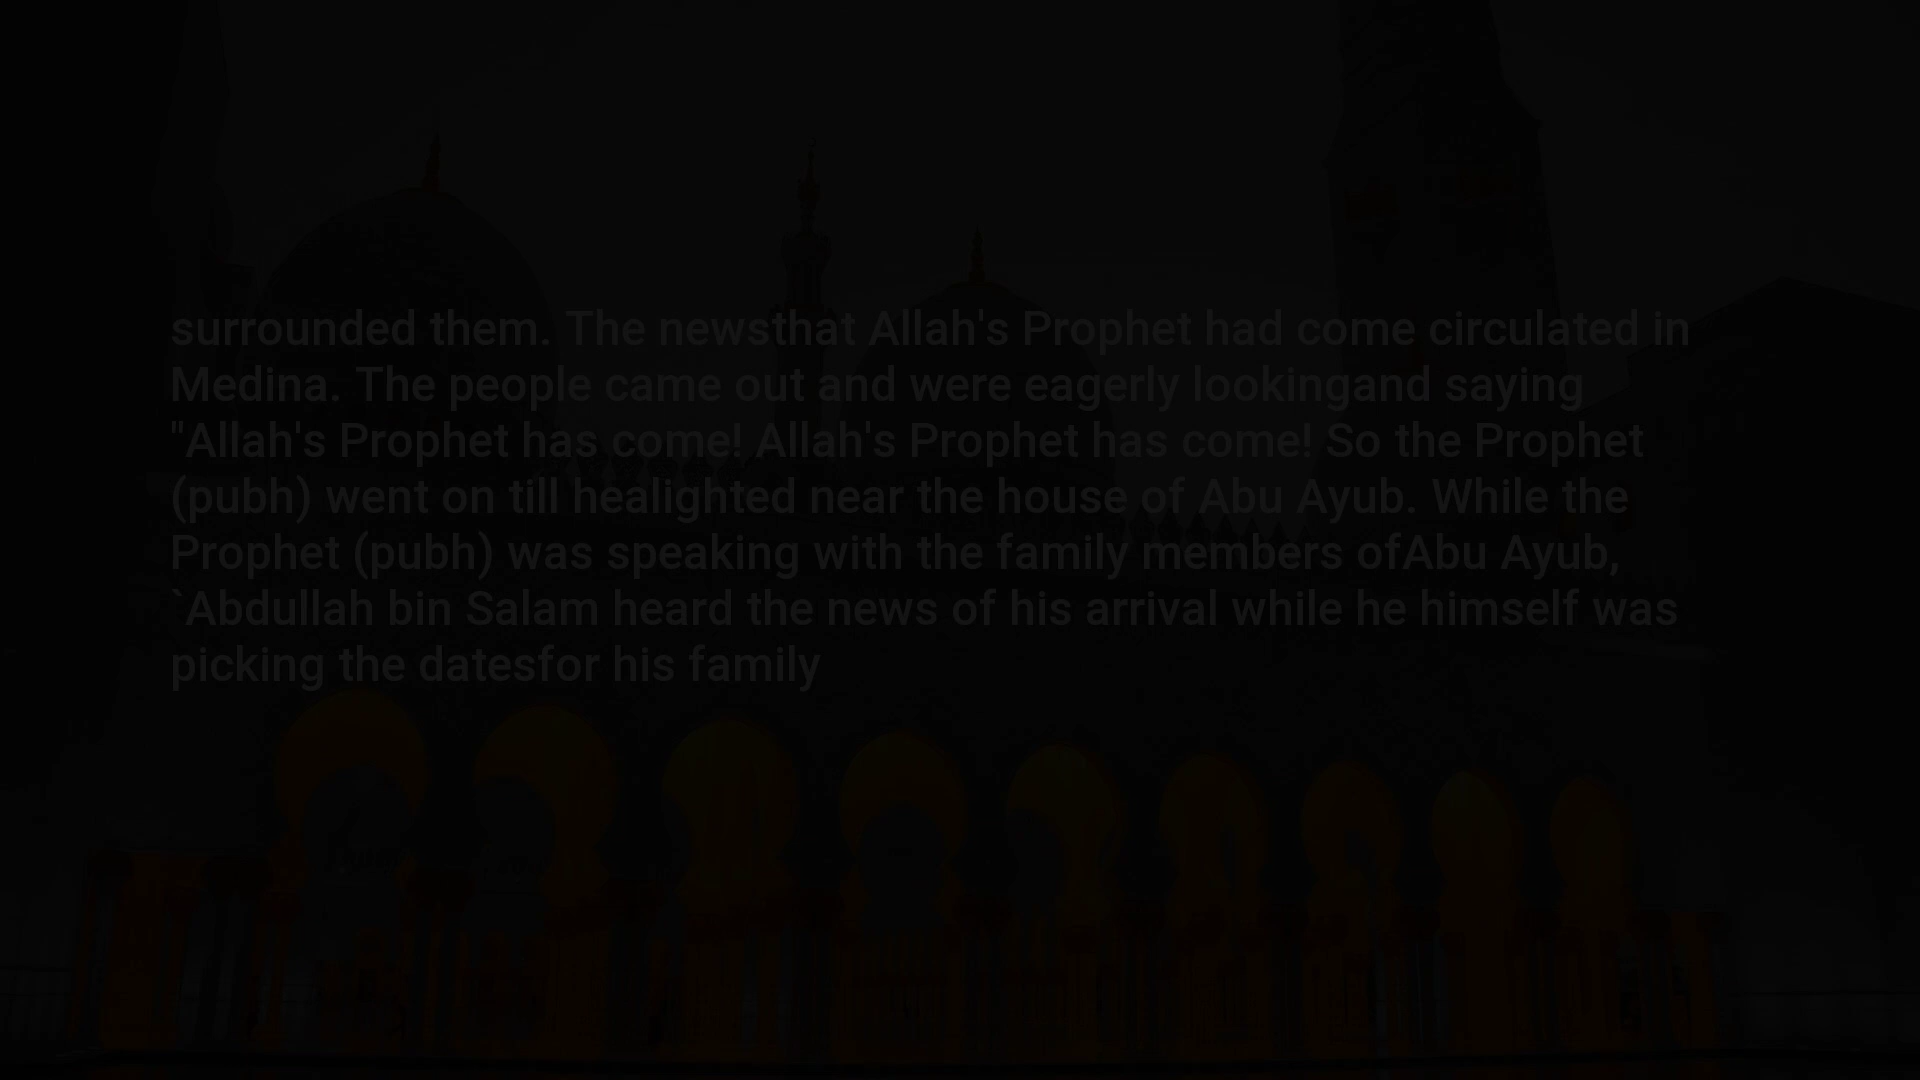 surrounded them. The newsthat Allah's Prophet had come circulated in
Medina. The people came out and were eagerly lookingand saying
"Allah's Prophet has come! Allah's Prophet has come! So the Prophet
(pubh) went on till healighted near the house of Abu Ayub. While the
Prophet (pubh) was speaking with the family members ofAbu Ayub,
`Abdullah bin Salam heard the news of his arrival while he himself was
picking the datesfor his family